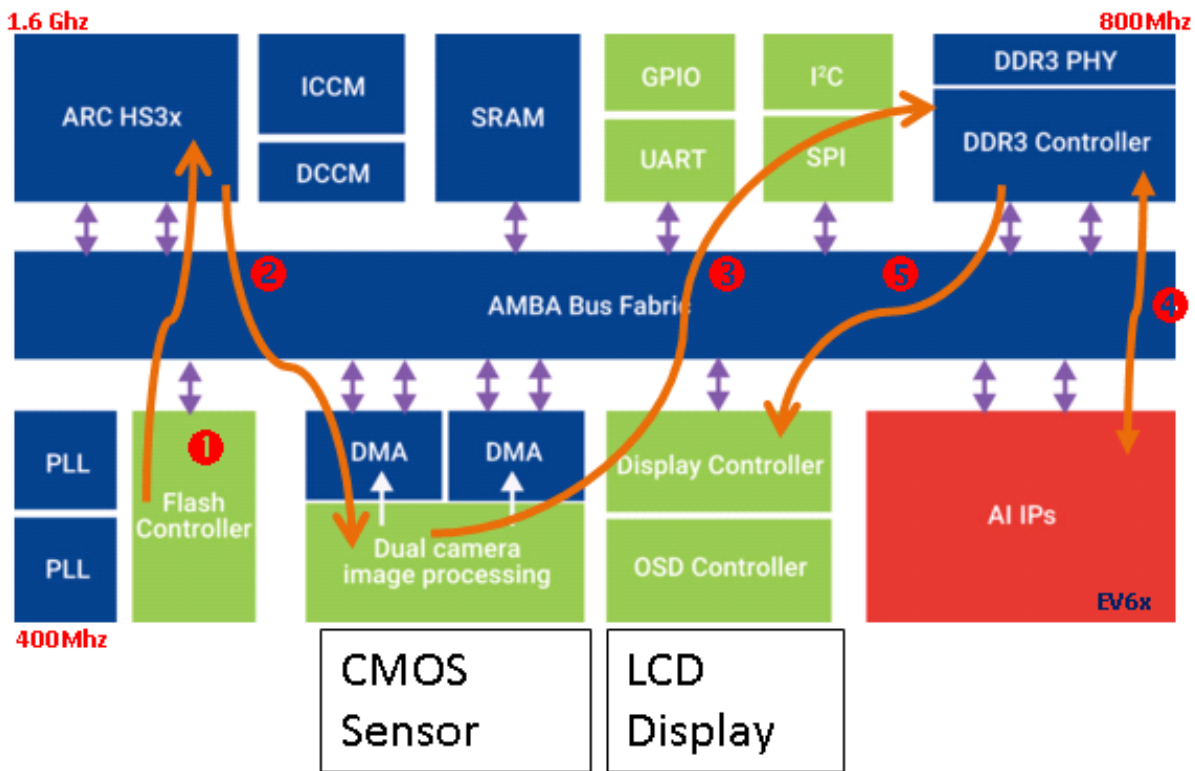 1.6 Ghz
800Mhz
ARC HS3x
ICCM
DCCM
SRAM
GPIO
UART
I²C
SPI
DDR3 PHY
DDR3 Controller
2
3
5
4
AMBA Bus Fabric
PLL
PLL
1
Flash
Controller
DMA
DMA
Dual camera
image processing
Display Controller
OSD Controller
AI IPs
EV6x
400Mhz
CMOS
Sensor
LCD
Display